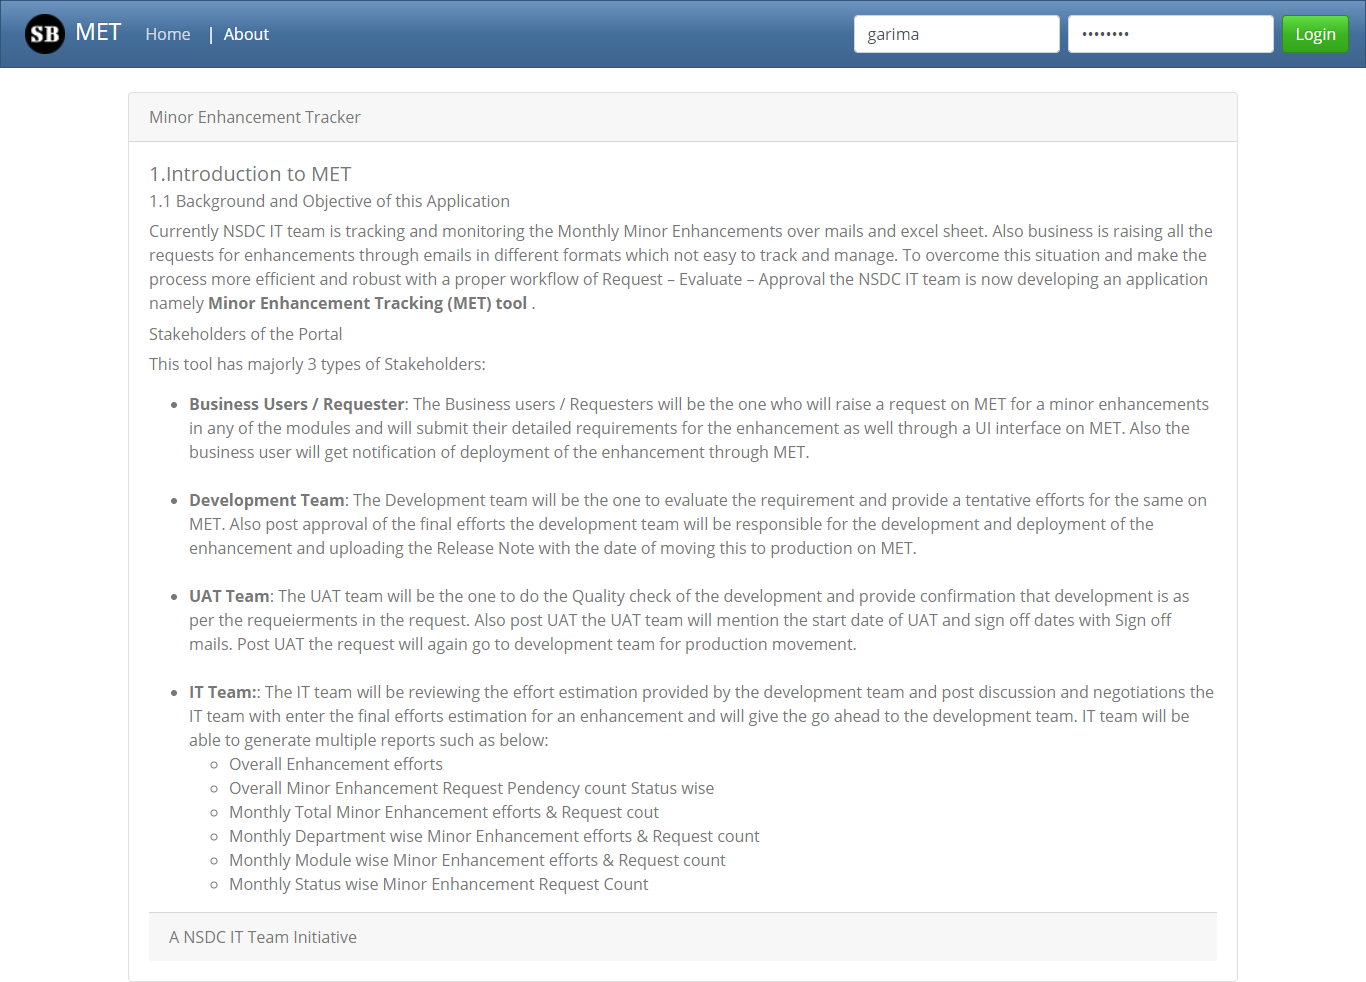 SB MET Home | About garima •••••••• Login
Minor Enhancement Tracker
1.Introduction to MET
1.1 Background and Objective of this Application
Currently NSDC IT team is tracking and monitoring the Monthly Minor Enhancements over mails and excel sheet. Also business is raising all the
requests for enhancements through emails in different formats which not easy to track and manage. To overcome this situation and make the
process more efficient and robust with a proper workflow of Request – Evaluate – Approval the NSDC IT team is now developing an application
namely Minor Enhancement Tracking (MET) tool .
Stakeholders of the Portal
This tool has majorly 3 types of Stakeholders:
• Business Users / Requester: The Business users / Requesters will be the one who will raise a request on MET for a minor enhancements
in any of the modules and will submit their detailed requirements for the enhancement as well through a UI interface on MET. Also the
business user will get notification of deployment of the enhancement through MET.
• Development Team: The Development team will be the one to evaluate the requirement and provide a tentative efforts for the same on
MET. Also post approval of the final efforts the development team will be responsible for the development and deployment of the
enhancement and uploading the Release Note with the date of moving this to production on MET.
• UAT Team: The UAT team will be the one to do the Quality check of the development and provide confirmation that development is as
per the requeierments in the request. Also post UAT the UAT team will mention the start date of UAT and sign off dates with Sign off
mails. Post UAT the request will again go to development team for production movement.
• IT Team:: The IT team will be reviewing the effort estimation provided by the development team and post discussion and negotiations the
IT team with enter the final efforts estimation for an enhancement and will give the go ahead to the development team. IT team will be
able to generate multiple reports such as below:
◦ Overall Enhancement efforts
◦ Overall Minor Enhancement Request Pendency count Status wise
◦ Monthly Total Minor Enhancement efforts & Request cout
◦ Monthly Department wise Minor Enhancement efforts & Request count
◦ Monthly Module wise Minor Enhancement efforts & Request count
◦ Monthly Status wise Minor Enhancement Request Count
A NSDC IT Team Initiative